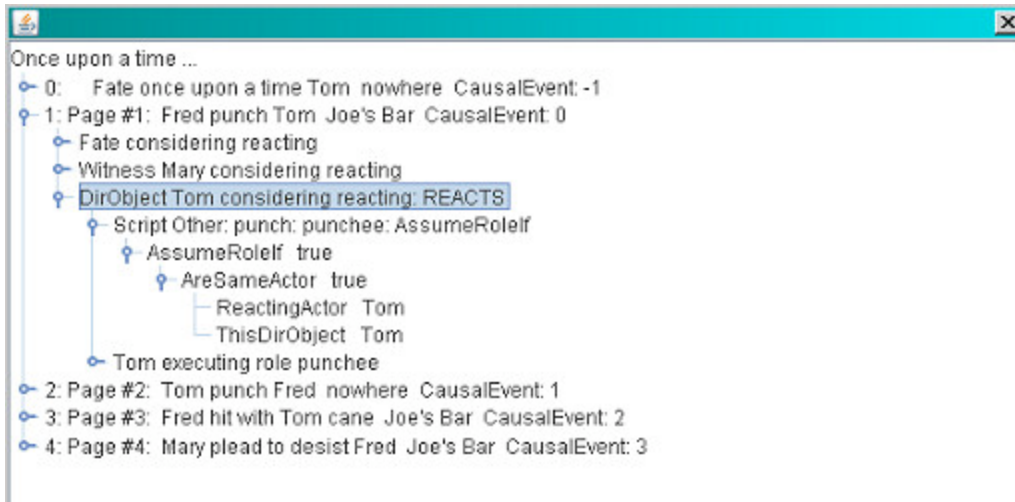 Once upon a time ...
0: Fate once upon a time Tom nowhere CausalEvent: -1
1: Page #1: Fred punch Tom Joe's Bar CausalEvent: 0
Fate considering reacting
Witness Mary considering reacting
DirObject Tom considering reacting: REACTS
Script Other: punch: punchee: AssumeRoleIf
AssumeRoleIf true
AreSameActor true
ReactingActor Tom
ThisDirObject Tom
Tom executing role punchee
2: Page #2: Tom punch Fred nowhere CausalEvent: 1
3: Page #3: Fred hit with Tom cane Joe's Bar CausalEvent: 2
4: Page #4: Mary plead to desist Fred Joe's Bar CausalEvent: 3